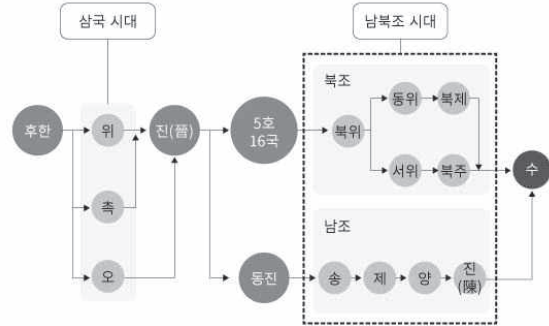 삼국 시대
남북조 시대
후한
위
촉
오
진(晉)
5호
16국
동진
북조
북위
동위
북제
서위
북주
남조
송
제
양
진
(陳)
수